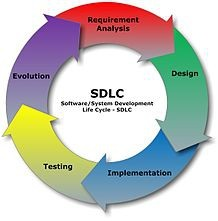 Requirement
Analysis
Design
Implementation
Testing
Evolution
SDLC
Software/System Development
Life Cycle - SDLC